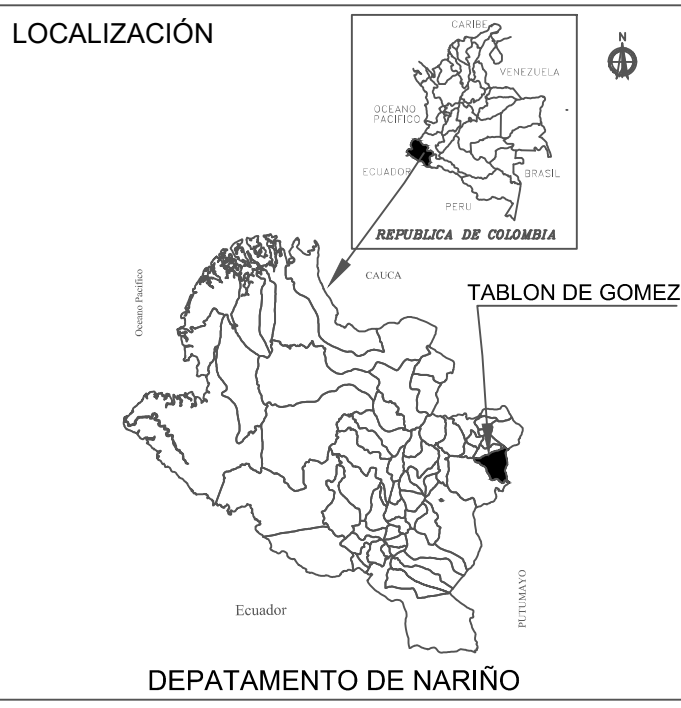 LOCALIZACIÓN
CARIBE
N
VENEZUELA
OCEANO
PACIFICO
ECUADOR
BRASIL
PERU
REPUBLICA DE COLOMBIA
Oceano Pacifico
CAUCA
TABLON DE GOMEZ
Ecuador
PUTUMAYO
DEPATAMENTO DE NARIÑO